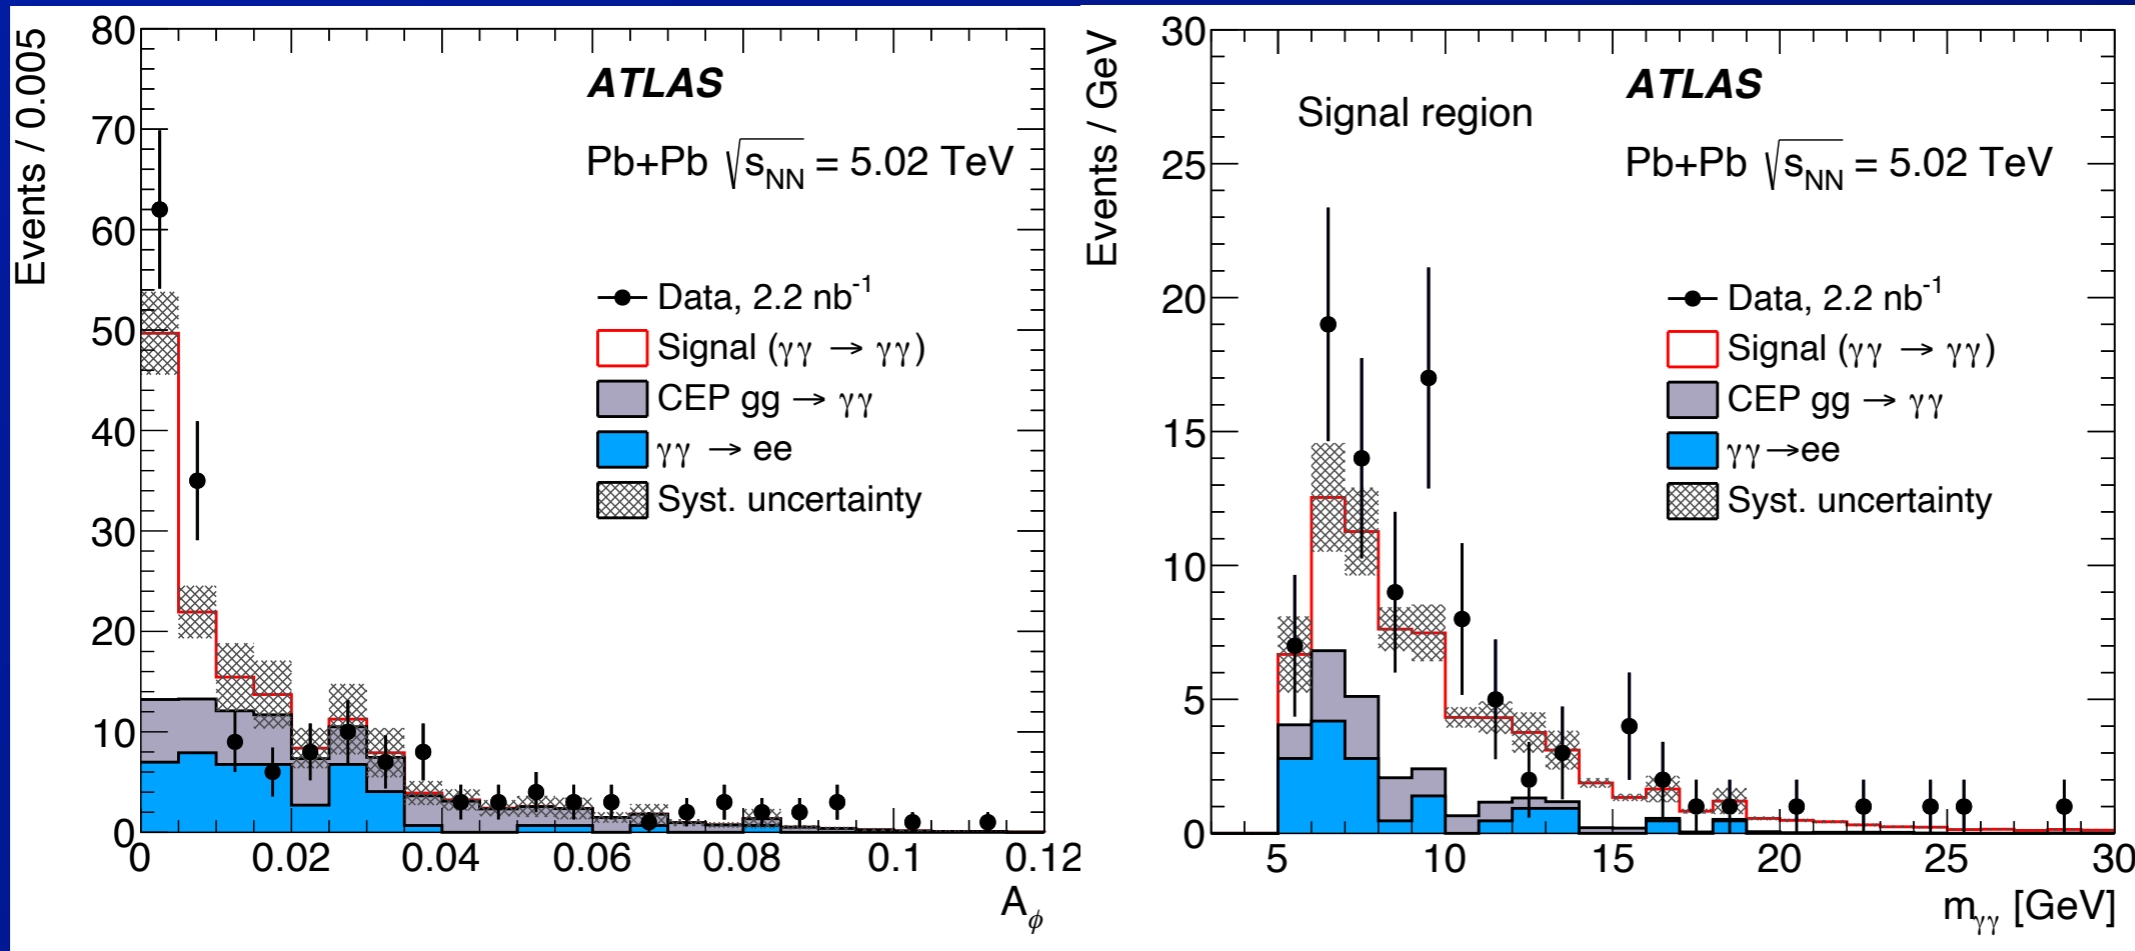 Events / 0.005
80
70
60
50
40
30
20
10
0
ATLAS
Pb+Pb √s_NN = 5.02 TeV
Data, 2.2 nb⁻¹
Signal (γγ → γγ)
CEP gg → γγ
γγ → ee
Syst. uncertainty
0 0.02 0.04 0.06 0.08 0.1 0.12
A_ϕ
Events / GeV
30
25
20
15
10
5
0
Signal region
ATLAS
Pb+Pb √s_NN = 5.02 TeV
Data, 2.2 nb⁻¹
Signal (γγ → γγ)
CEP gg → γγ
γγ→ee
Syst. uncertainty
5 10 15 20 25 30
m_γγ [GeV]